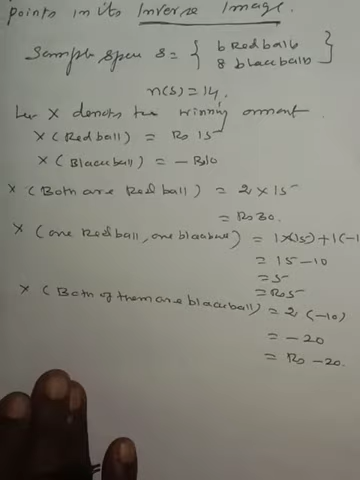 points in its Inverse Image.
Sample space S = { 6 Red balls
8 black balls }
n(S) = 14.
Let X denots the winning amount.
X (Red ball) = Rs 15
X (Black ball) = - Rs 10
X (Both are Red ball) = 2 x 15
= Rs 30.
X (one Red ball, one black ball) = 1 x (15) + 1 (-1
= 15 - 10
= 5
= Rs 5
X (Both of them are black ball) = 2 (-10)
= - 20
= Rs - 20.